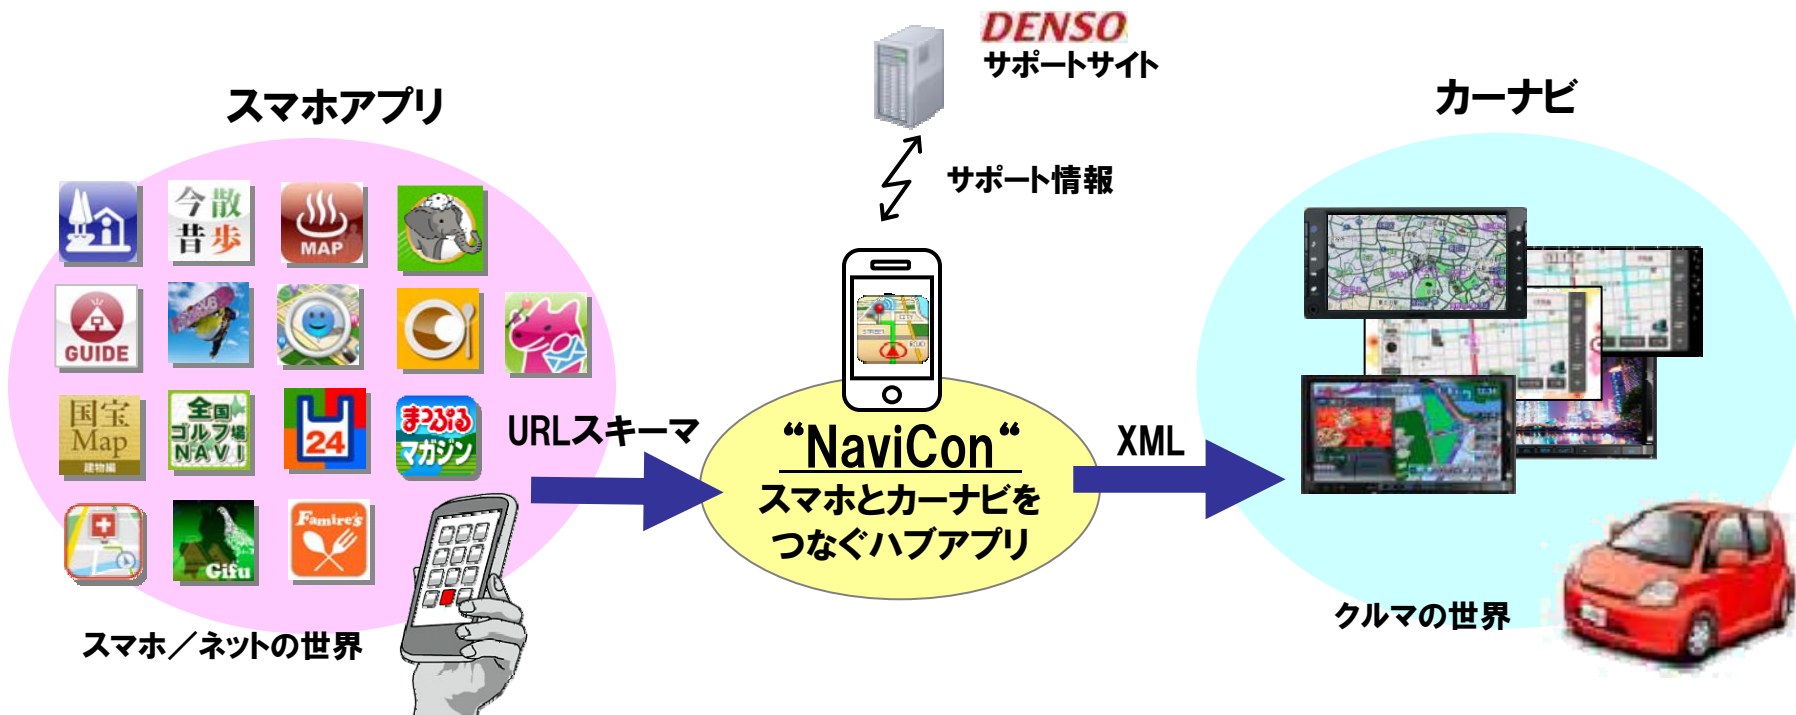 DENSO
サポートサイト
スマホアプリ
カーナビ
サポート情報
今散
昔歩
MAP
GUIDE
国宝
Map
建物編
全国
ゴルフ場
NAVI
24
まっぷる
マガジン
Gifu
Famire's
URLスキーマ
“NaviCon“
スマホとカーナビを
つなぐハブアプリ
XML
スマホ／ネットの世界
クルマの世界